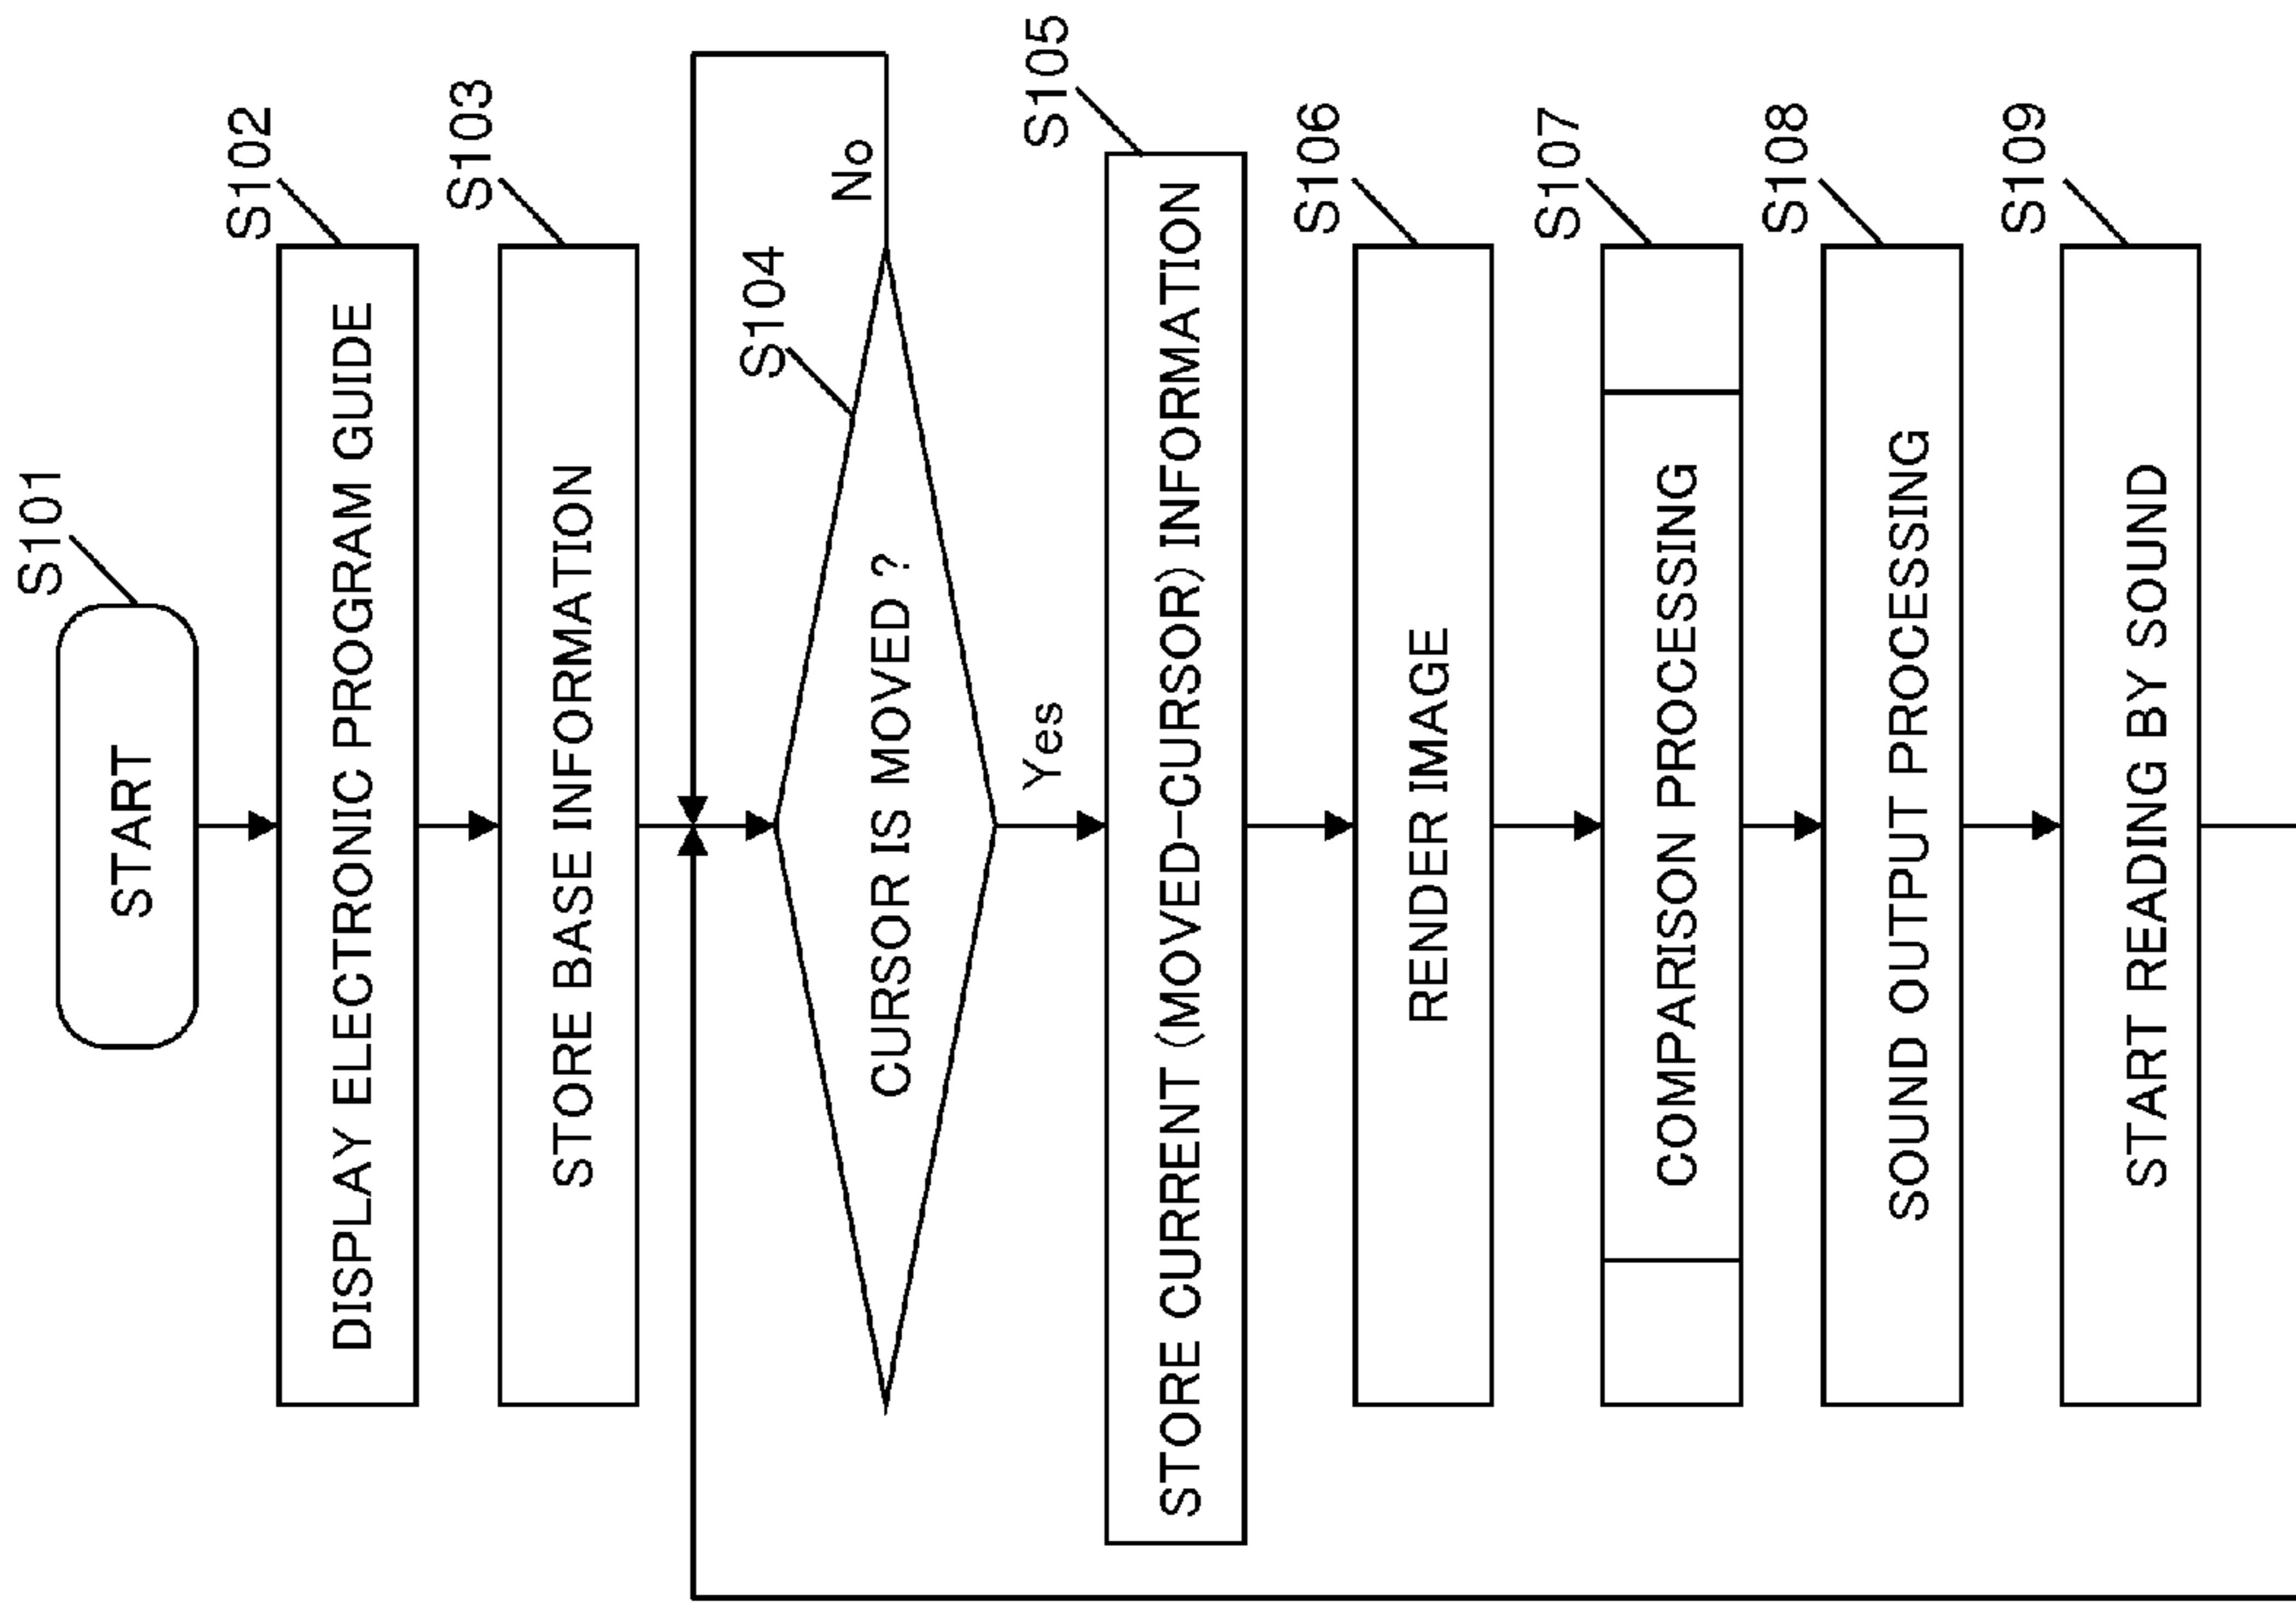 S101
START
S102
DISPLAY ELECTRONIC PROGRAM GUIDE
S103
STORE BASE INFORMATION
S104
No
CURSOR IS MOVED ?
Yes
S105
STORE CURRENT (MOVED-CURSOR) INFORMATION
S106
RENDER IMAGE
S107
COMPARISON PROCESSING
S108
SOUND OUTPUT PROCESSING
S109
START READING BY SOUND